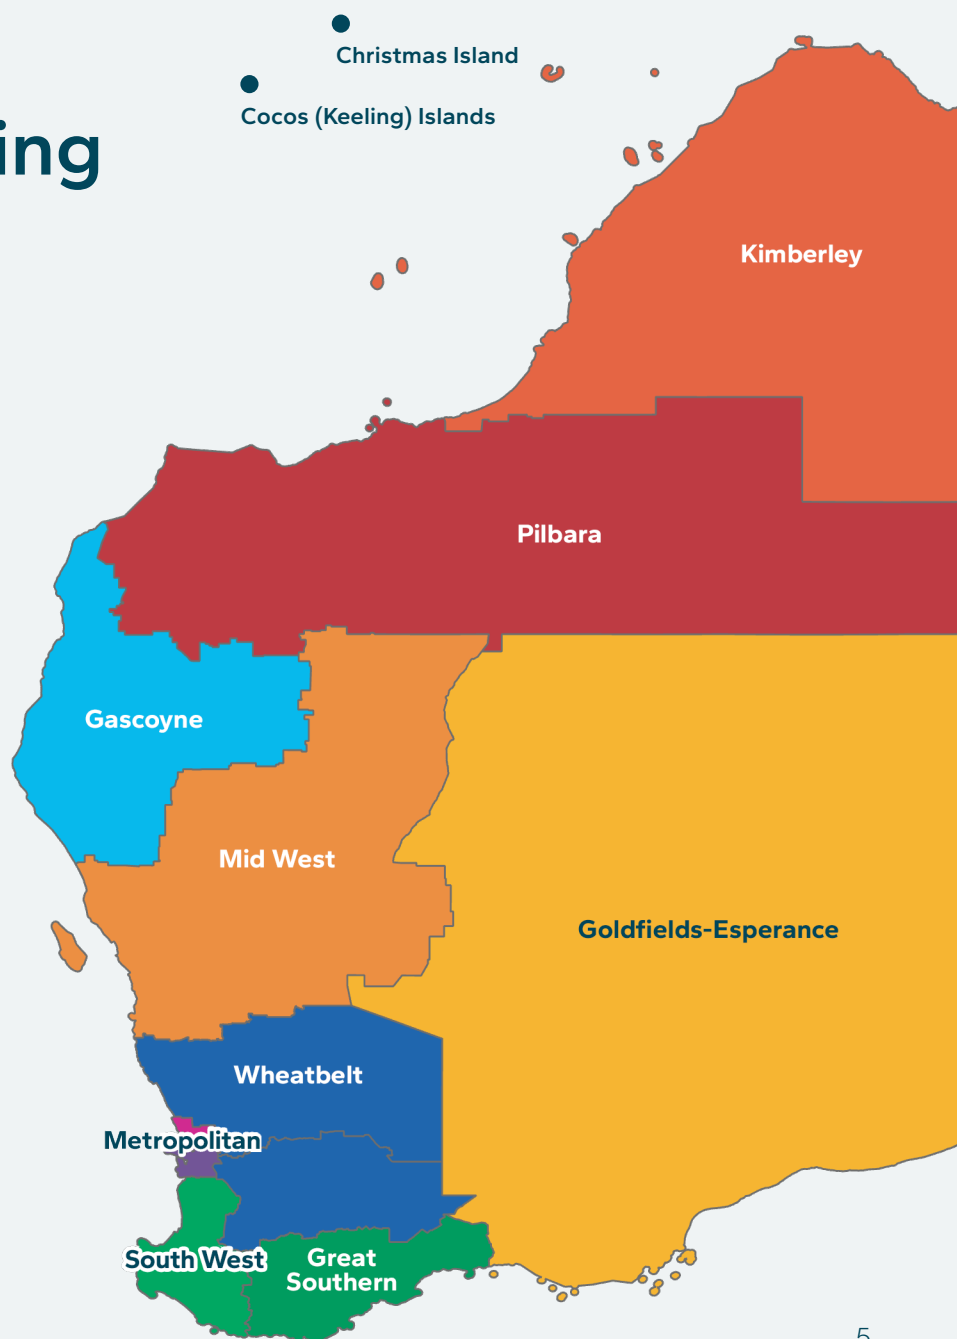 Christmas Island
Cocos (Keeling) Islands
ing
Kimberley
Pilbara
Gascoyne
Mid West
Goldfields-Esperance
Wheatbelt
Metropolitan
South West
Great
Southern
5